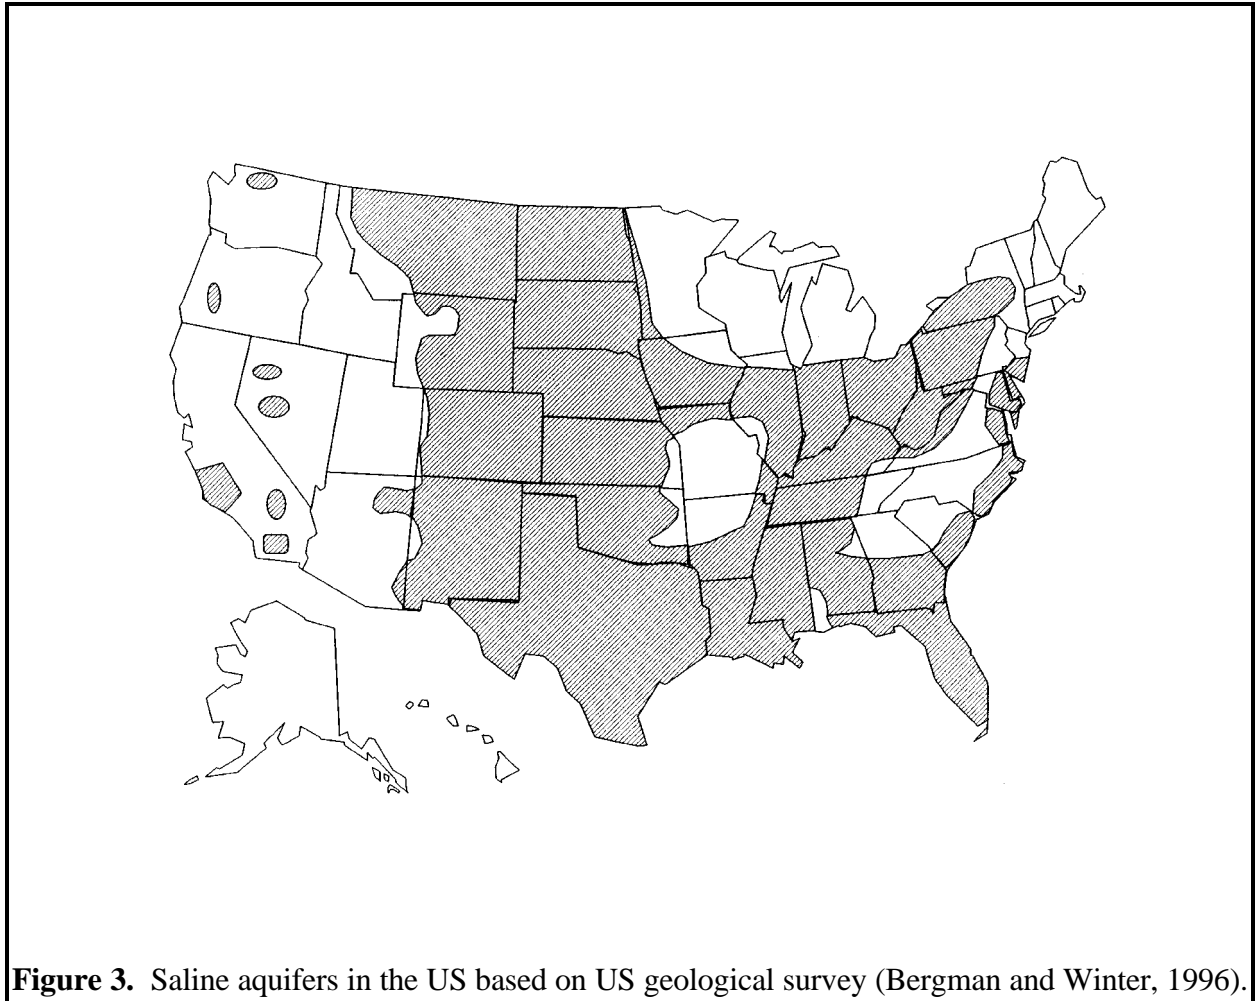 Figure 3. Saline aquifers in the US based on US geological survey (Bergman and Winter, 1996).